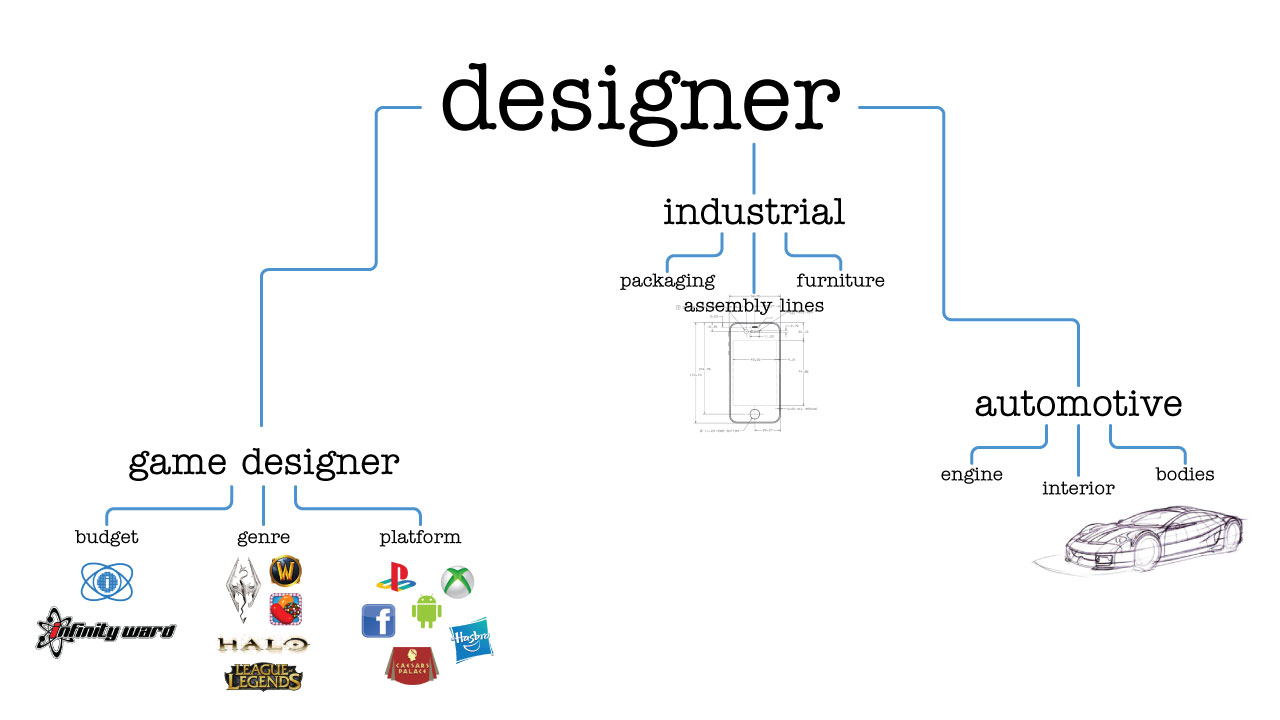 designer
industrial
packaging
furniture
assembly lines
automotive
engine
interior
bodies
game designer
budget
genre
platform
i
W
infinity ward
f
Hasbro
HALO
CAESARS
PALACE
LEAGUE
LEGENDS